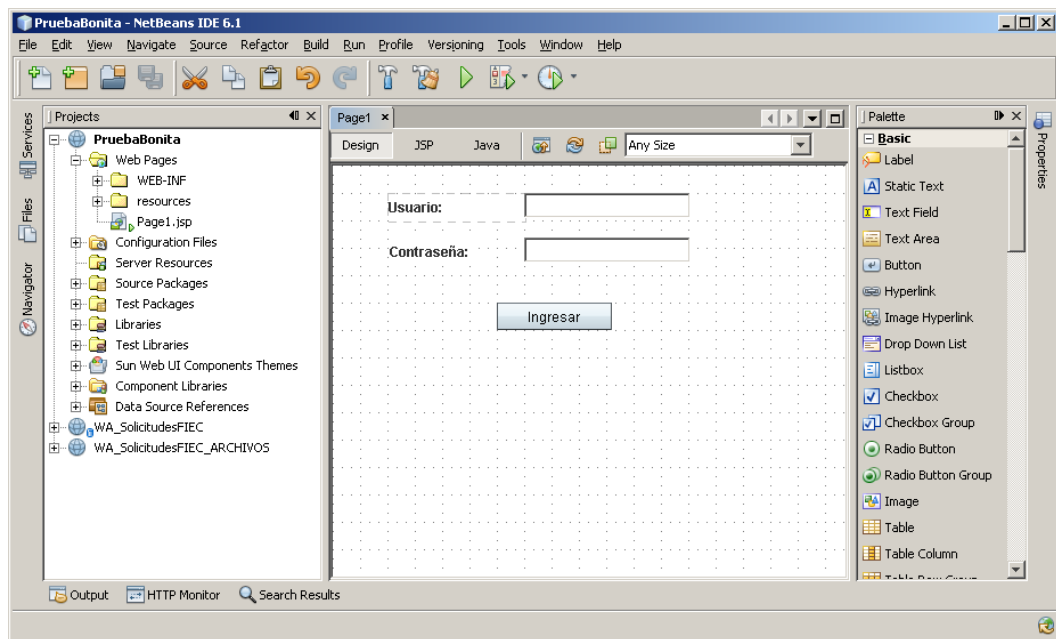 PruebaBonita - NetBeans IDE 6.1
File Edit View Navigate Source Refactor Build Run Profile Versioning Tools Window Help
Services
Files
Navigator
Projects
PruebaBonita
Web Pages
WEB-INF
resources
Page1.jsp
Configuration Files
Server Resources
Source Packages
Test Packages
Libraries
Test Libraries
Sun Web UI Components Themes
Component Libraries
Data Source References
WA_SolicitudesFIEC
WA_SolicitudesFIEC_ARCHIVOS
Page1
Design JSP Java Any Size
Usuario:
Contraseña:
Ingresar
Palette
Basic
Label
Static Text
Text Field
Text Area
Button
Hyperlink
Image Hyperlink
Drop Down List
Listbox
Checkbox
Checkbox Group
Radio Button
Radio Button Group
Image
Table
Table Column
Properties
Output HTTP Monitor Search Results